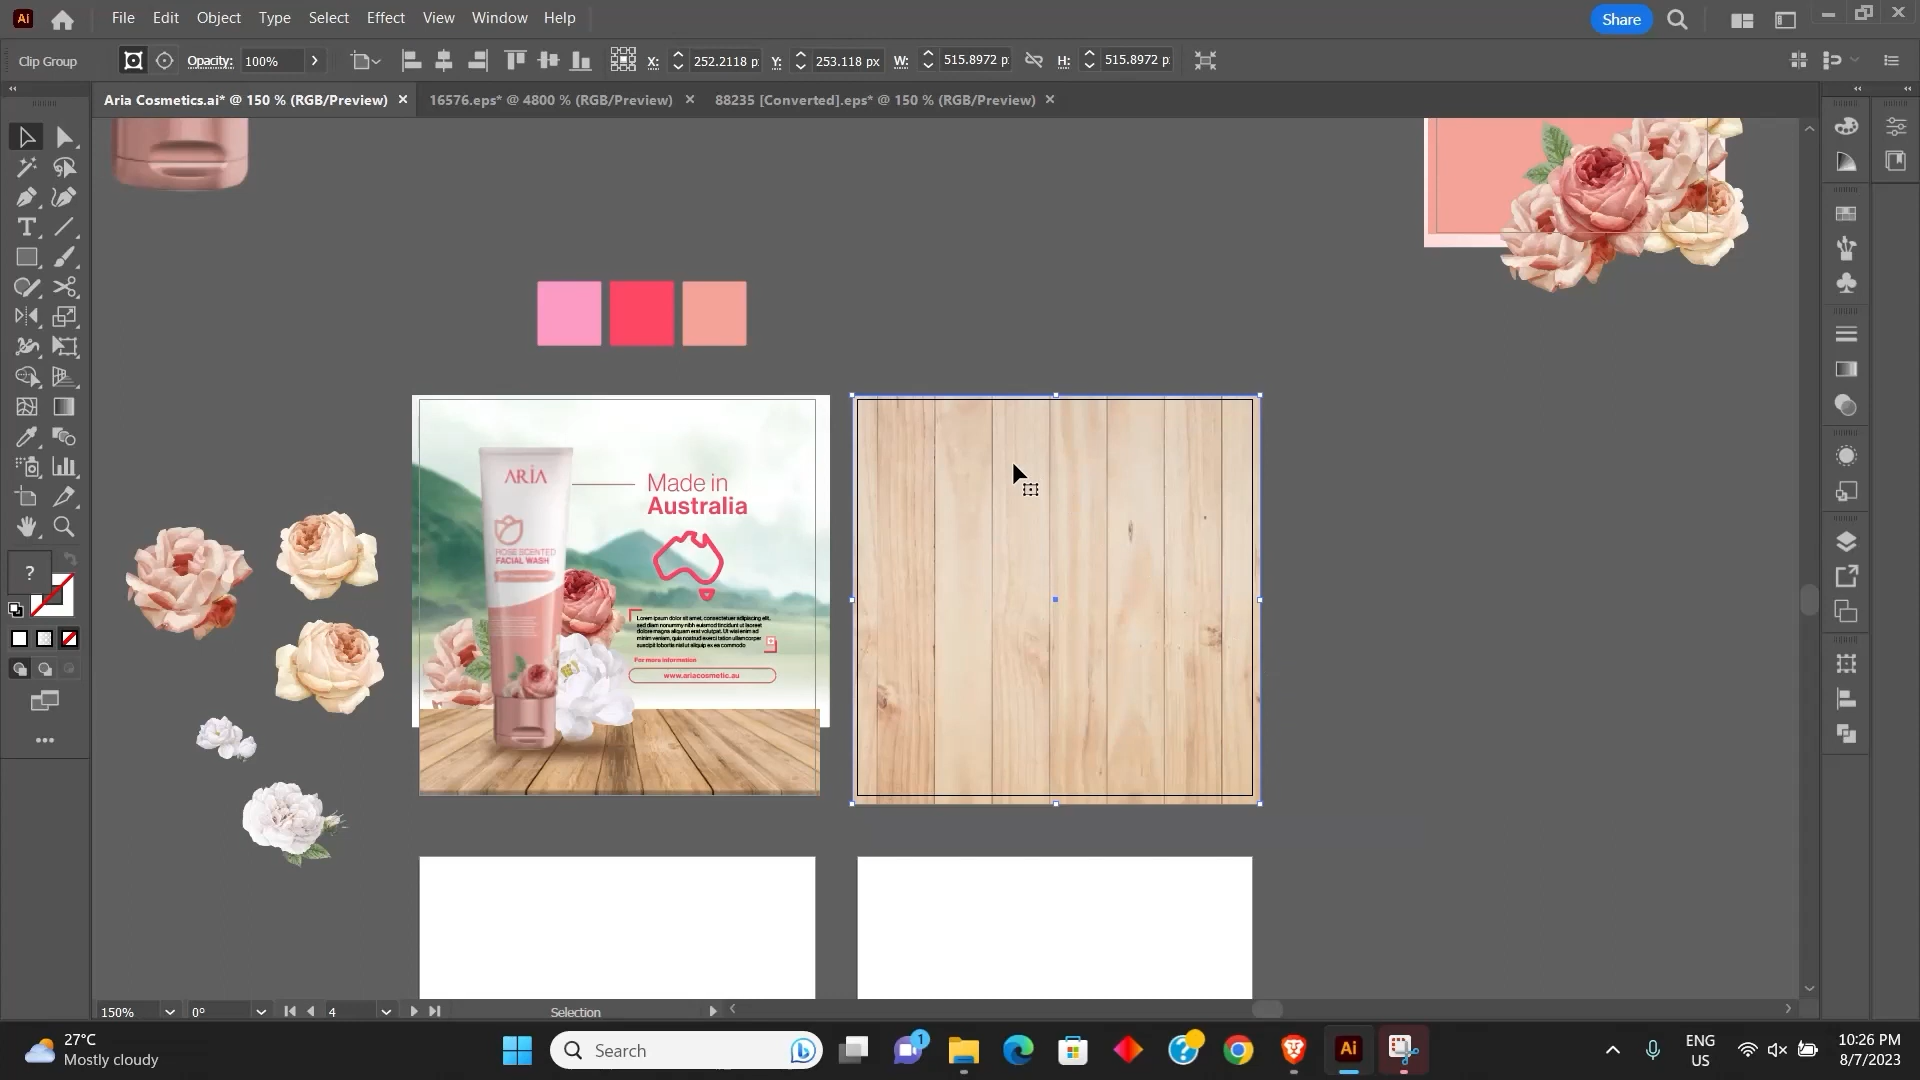 Ai File Edit Object Type Select Effect View Window Help Share
Clip Group Opacity: 100% X: 252.2118 p Y: 253.118 px W: 515.8972 p H: 515.8972 p
Aria Cosmetics.ai* @ 150 % (RGB/Preview) × 16576.eps* @ 4800 % (RGB/Preview) × 88235 [Converted].eps* @ 150 % (RGB/Preview) ×
ARIA
Made in
Australia
ROSE SCENTED
FACIAL WASH
?
Lorem ipsum dolor sit amet, consectetuer adipiscing elit,
sed diam nonummy nibh euismod tincidunt ut laoreet
dolore magna aliquam erat volutpat. Ut wisi enim ad
minim veniam, quis nostrud exerci tation ullamcorper
suscipit lobortis nisl ut aliquip ex ea commodo
For more information
www.ariacosmetic.au
150% 0° 4 Selection
27°C
Mostly cloudy
Search
1
Ai
ENG
US
10:26 PM
8/7/2023